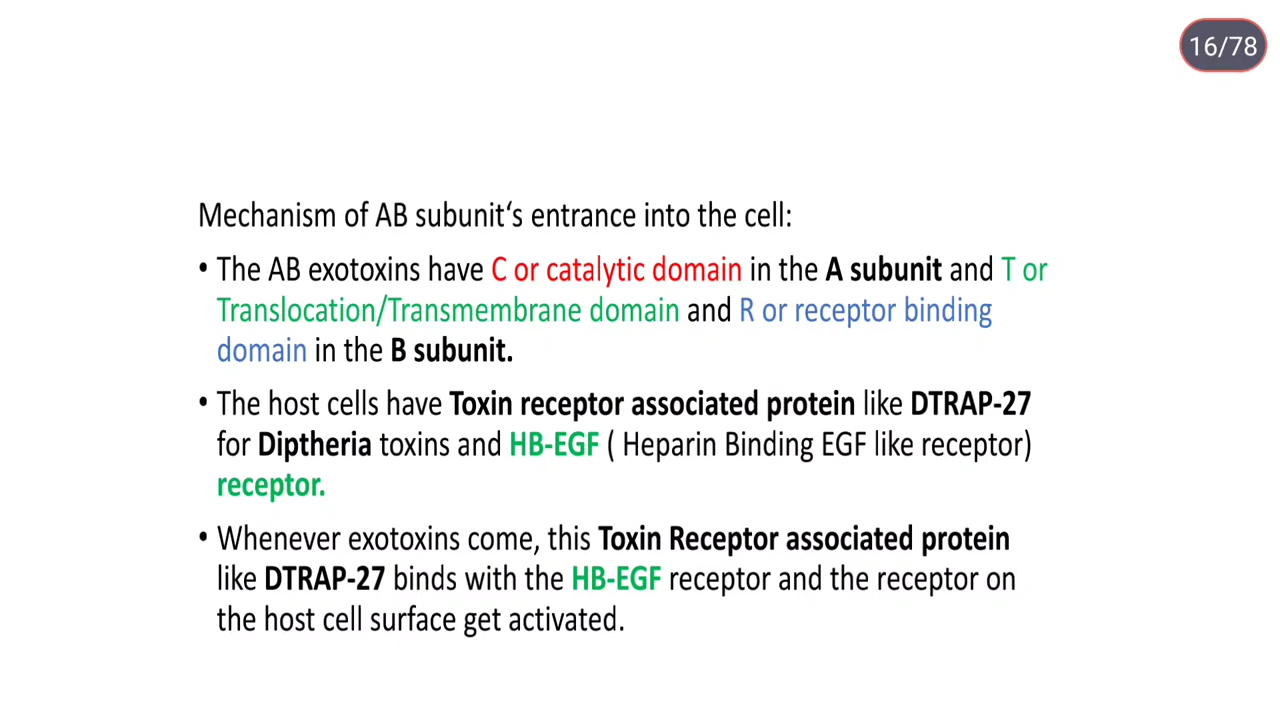 16/78
Mechanism of AB subunit‘s entrance into the cell:
• The AB exotoxins have C or catalytic domain in the A subunit and T or
Translocation/Transmembrane domain and R or receptor binding
domain in the B subunit.
• The host cells have Toxin receptor associated protein like DTRAP-27
for Diptheria toxins and HB-EGF ( Heparin Binding EGF like receptor)
receptor.
• Whenever exotoxins come, this Toxin Receptor associated protein
like DTRAP-27 binds with the HB-EGF receptor and the receptor on
the host cell surface get activated.